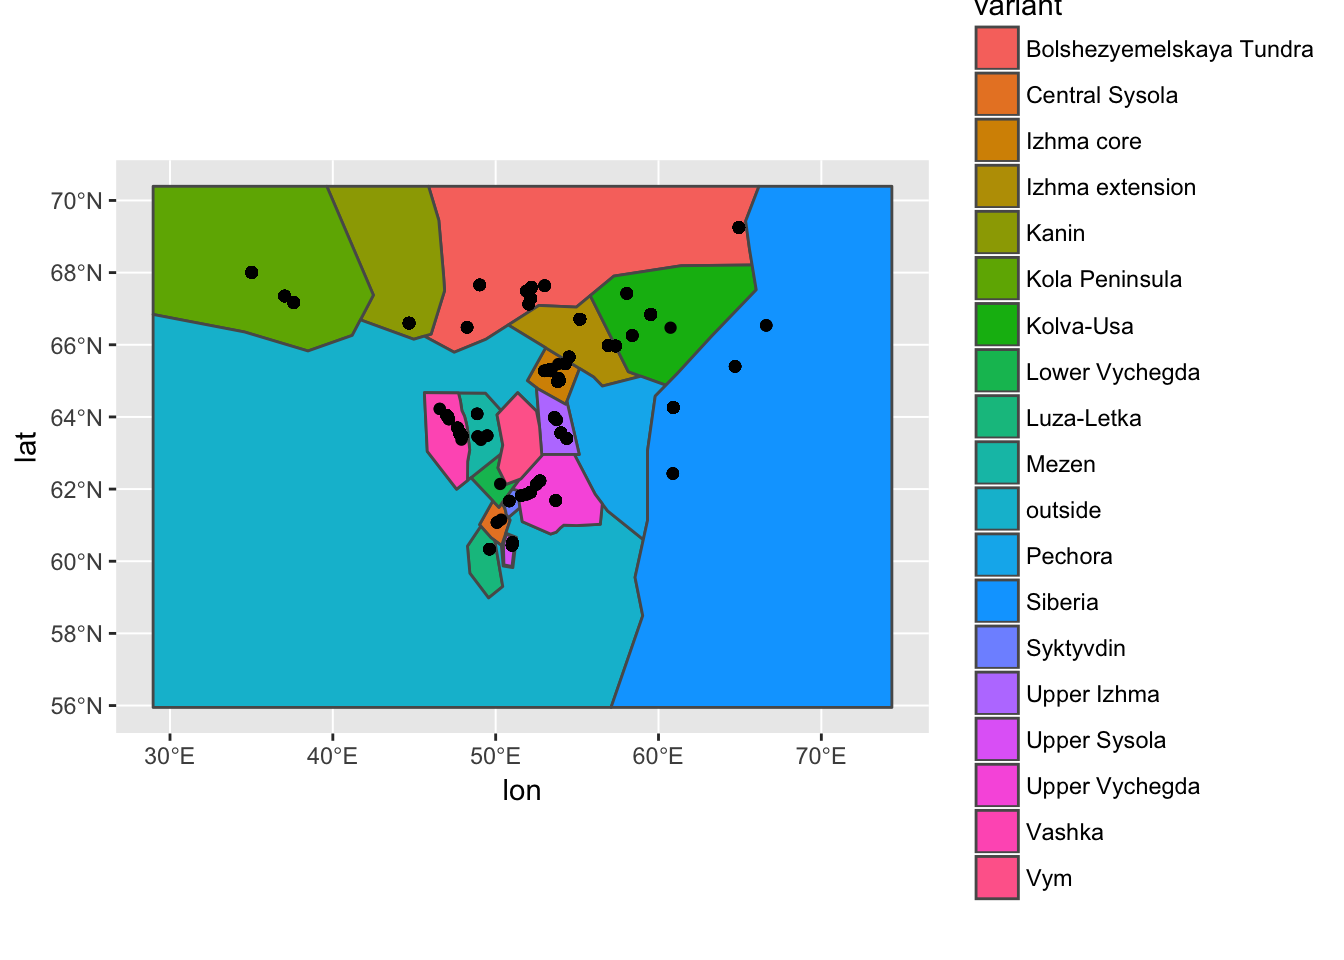 variant
Bolshezyemelskaya Tundra
Central Sysola
Izhma core
Izhma extension
Kanin
Kola Peninsula
Kolva-Usa
Lower Vychegda
Luza-Letka
Mezen
outside
Pechora
Siberia
Syktyvdin
Upper Izhma
Upper Sysola
Upper Vychegda
Vashka
Vym
70°N
68°N
66°N
64°N
62°N
60°N
58°N
56°N
lat
30°E 40°E 50°E 60°E 70°E
lon